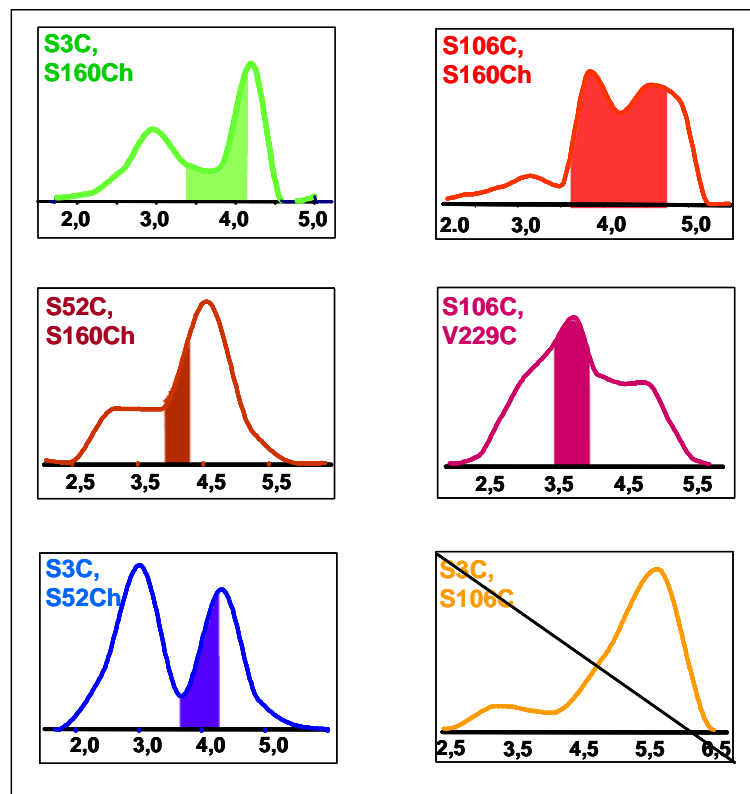 S3C,
S160Ch
2,0 3,0 4,0 5,0
S106C,
S160Ch
2.0 3,0 4,0 5,0
S52C,
S160Ch
2,5 3,5 4,5 5,5
S106C,
V229C
2,5 3,5 4,5 5,5
S3C,
S52Ch
2,0 3,0 4,0 5,0
S3C,
S106C
2,5 3,5 4,5 5,5 6,5